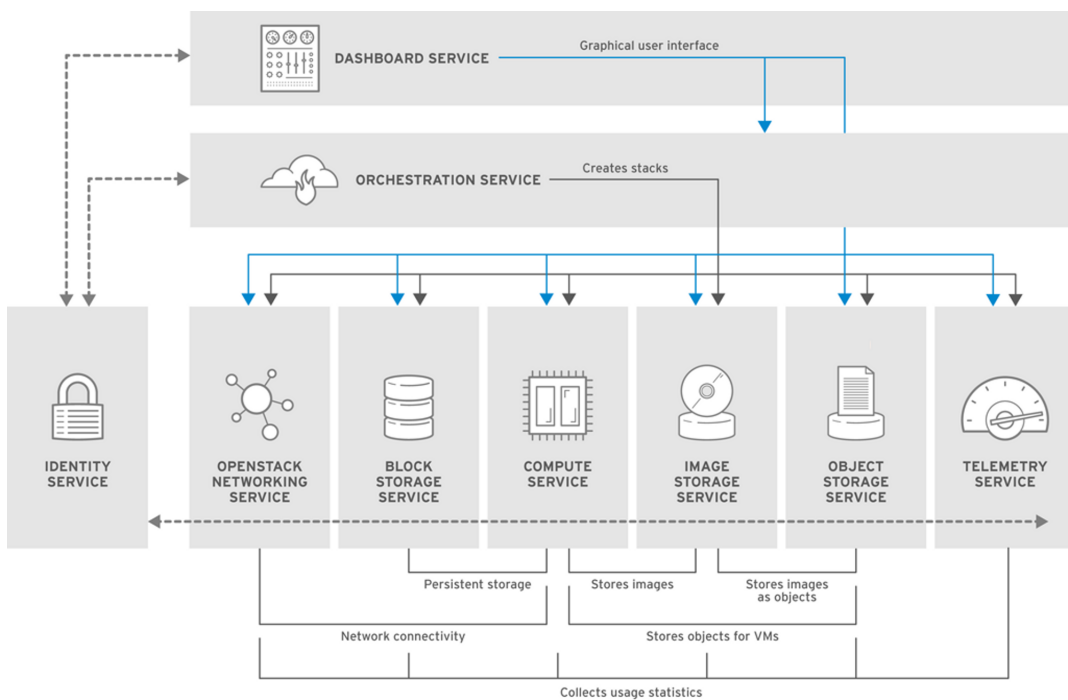 DASHBOARD SERVICE
Graphical user interface
ORCHESTRATION SERVICE
Creates stacks
IDENTITY
SERVICE
OPENSTACK
NETWORKING
SERVICE
BLOCK
STORAGE
SERVICE
COMPUTE
SERVICE
IMAGE
STORAGE
SERVICE
OBJECT
STORAGE
SERVICE
TELEMETRY
SERVICE
Persistent storage
Stores images
Stores images
as objects
Network connectivity
Stores objects for VMs
Collects usage statistics